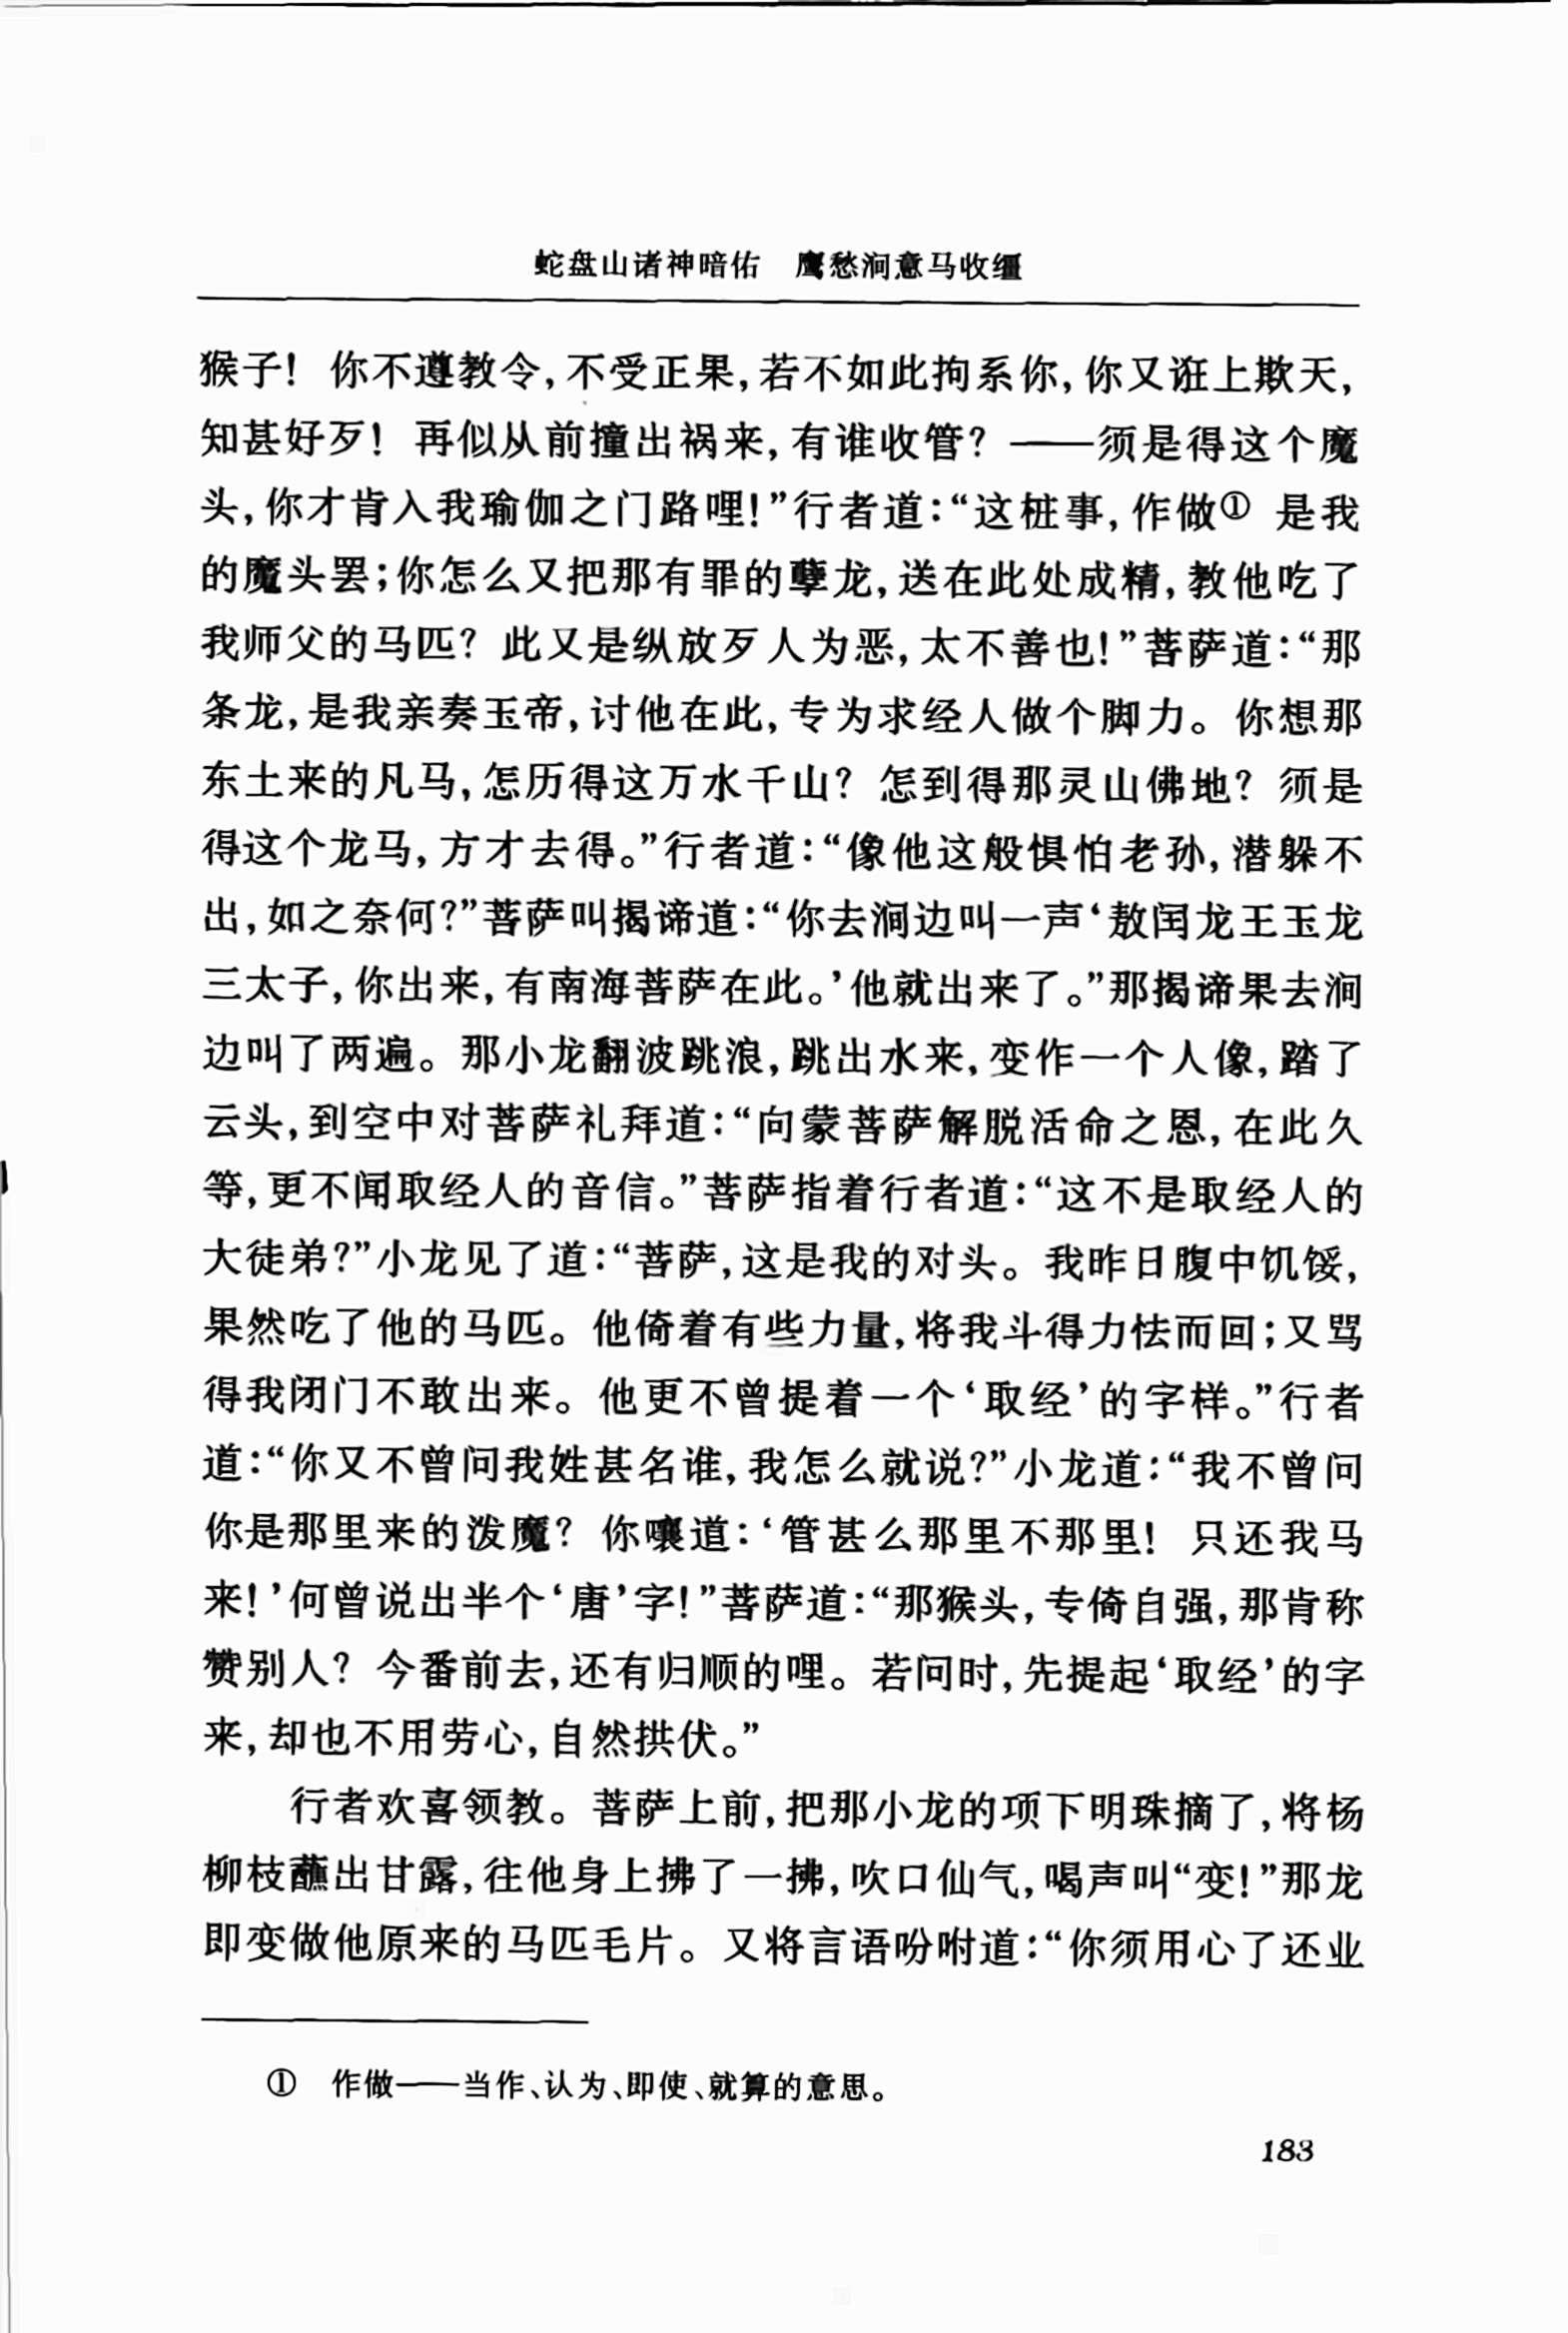 蛇盘山诸神暗佑　鹰愁涧意马收缰
猴子！你不遵教令，不受正果，若不如此拘系你，你又诳上欺天，
知甚好歹！再似从前撞出祸来，有谁收管？——须是得这个魔
头，你才肯入我瑜伽之门路哩！”行者道：“这桩事，作做① 是我
的魔头罢；你怎么又把那有罪的孽龙，送在此处成精，教他吃了
我师父的马匹？此又是纵放歹人为恶，太不善也！”菩萨道：“那
条龙，是我亲奏玉帝，讨他在此，专为求经人做个脚力。你想那
东土来的凡马，怎历得这万水千山？怎到得那灵山佛地？须是
得这个龙马，方才去得。”行者道：“像他这般惧怕老孙，潜躲不
出，如之奈何？”菩萨叫揭谛道：“你去涧边叫一声‘敖闰龙王玉龙
三太子，你出来，有南海菩萨在此。’他就出来了。”那揭谛果去涧
边叫了两遍。那小龙翻波跳浪，跳出水来，变作一个人像，踏了
云头，到空中对菩萨礼拜道：“向蒙菩萨解脱活命之恩，在此久
等，更不闻取经人的音信。”菩萨指着行者道：“这不是取经人的
大徒弟？”小龙见了道：“菩萨，这是我的对头。我昨日腹中饥馁，
果然吃了他的马匹。他倚着有些力量，将我斗得力怯而回；又骂
得我闭门不敢出来。他更不曾提着一个‘取经’的字样。”行者
道：“你又不曾问我姓甚名谁，我怎么就说？”小龙道：“我不曾问
你是那里来的泼魔？你嚷道：‘管甚么那里不那里！只还我马
来！’何曾说出半个‘唐’字！”菩萨道：“那猴头，专倚自强，那肯称
赞别人？今番前去，还有归顺的哩。若问时，先提起‘取经’的字
来，却也不用劳心，自然拱伏。”
行者欢喜领教。菩萨上前，把那小龙的项下明珠摘了，将杨
柳枝蘸出甘露，往他身上拂了一拂，吹口仙气，喝声叫“变！”那龙
即变做他原来的马匹毛片。又将言语吩咐道：“你须用心了还业
①　作做——当作、认为、即使、就算的意思。
183